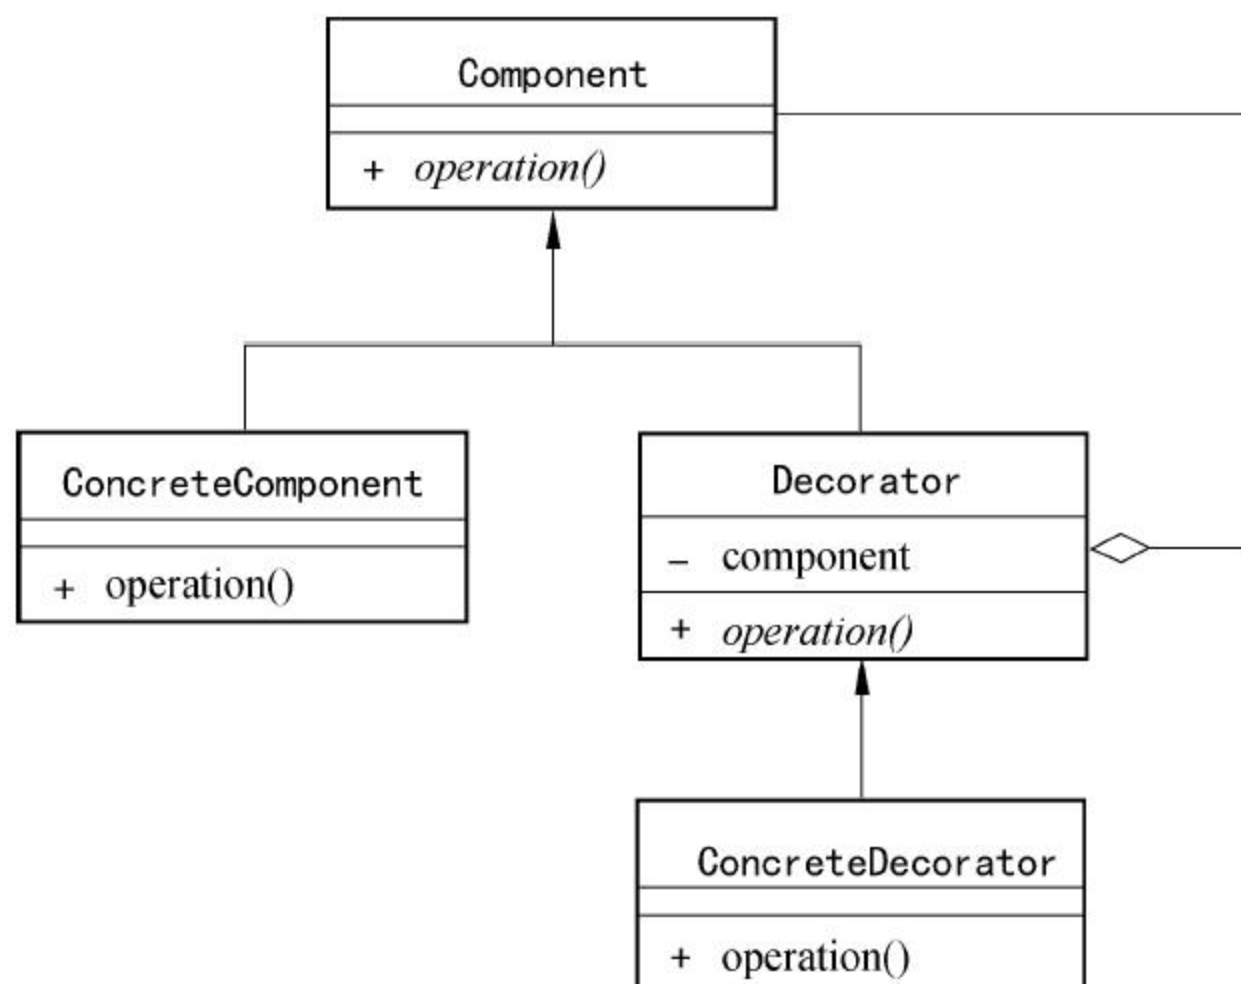 Component
+ operation()
ConcreteComponent
+ operation()
Decorator
– component
+ operation()
ConcreteDecorator
+ operation()